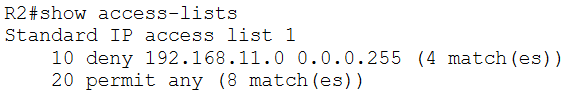 R2#show access-lists
Standard IP access list 1
    10 deny 192.168.11.0 0.0.0.255 (4 match(es))
    20 permit any (8 match(es))